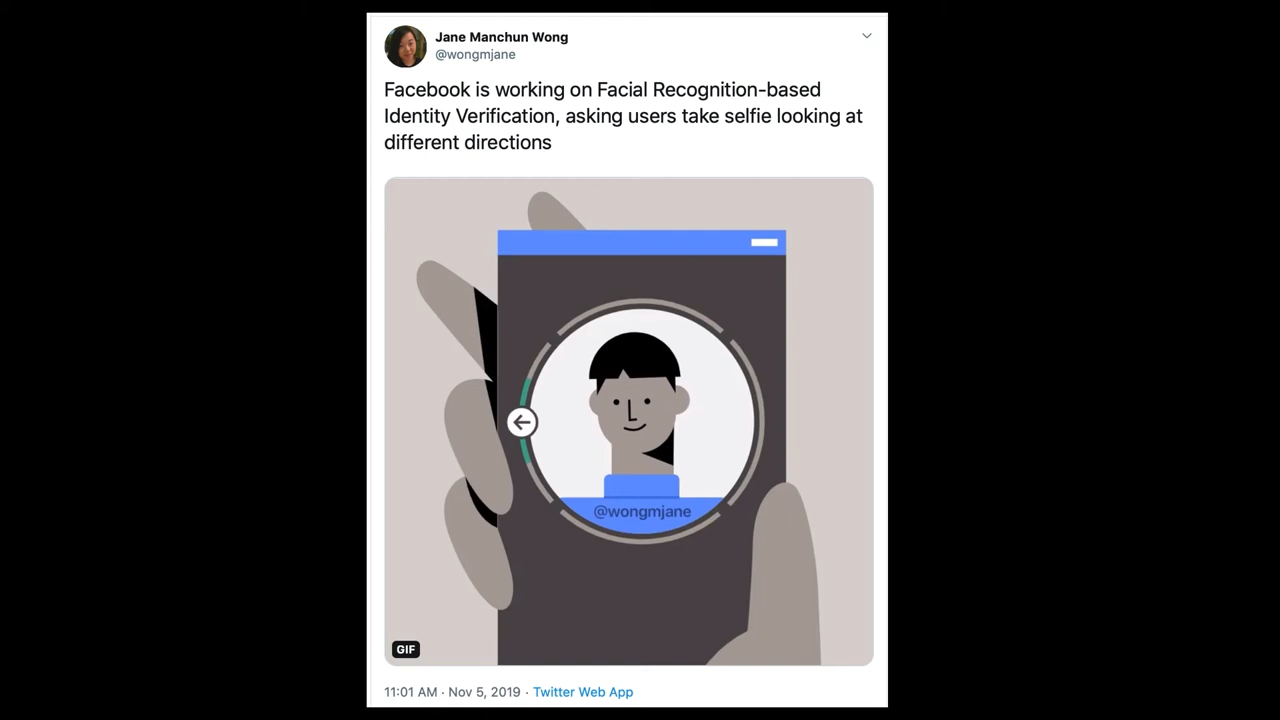 Jane Manchun Wong
@wongmjane
Facebook is working on Facial Recognition-based
Identity Verification, asking users take selfie looking at
different directions
@wongmjane
GIF
11:01 AM · Nov 5, 2019 · Twitter Web App